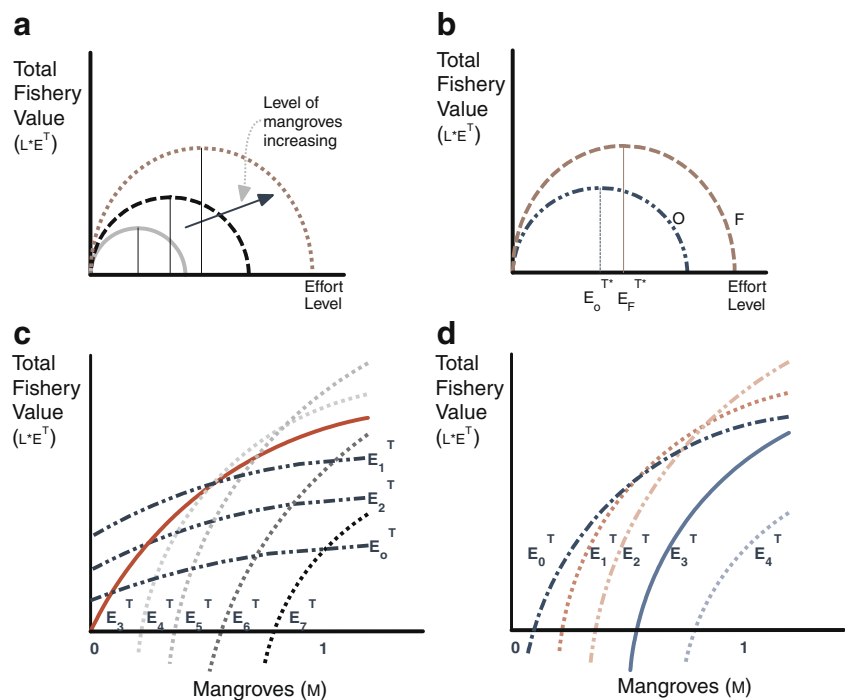 a
Total
Fishery
Value
(L*E^T)
Level of
mangroves
increasing
Effort
Level
b
Total
Fishery
Value
(L*E^T)
O
F
E_o^T*
E_F^T*
Effort
Level
c
Total
Fishery
Value
(L*E^T)
E_1^T
E_2^T
E_o^T
E_3^T E_4^T E_5^T E_6^T E_7^T
0 1
Mangroves (M)
d
Total
Fishery
Value
(L*E^T)
E_0^T E_1^T E_2^T E_3^T E_4^T
0 1
Mangroves (M)